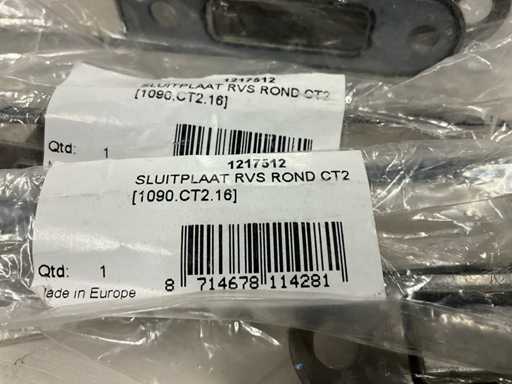 1217512
SLUITPLAAT RVS ROND CT2
[1090.CT2.16]
Qtd: 1
1217512
SLUITPLAAT RVS ROND CT2
[1090.CT2.16]
Qtd: 1
8 714678 114281
Made in Europe